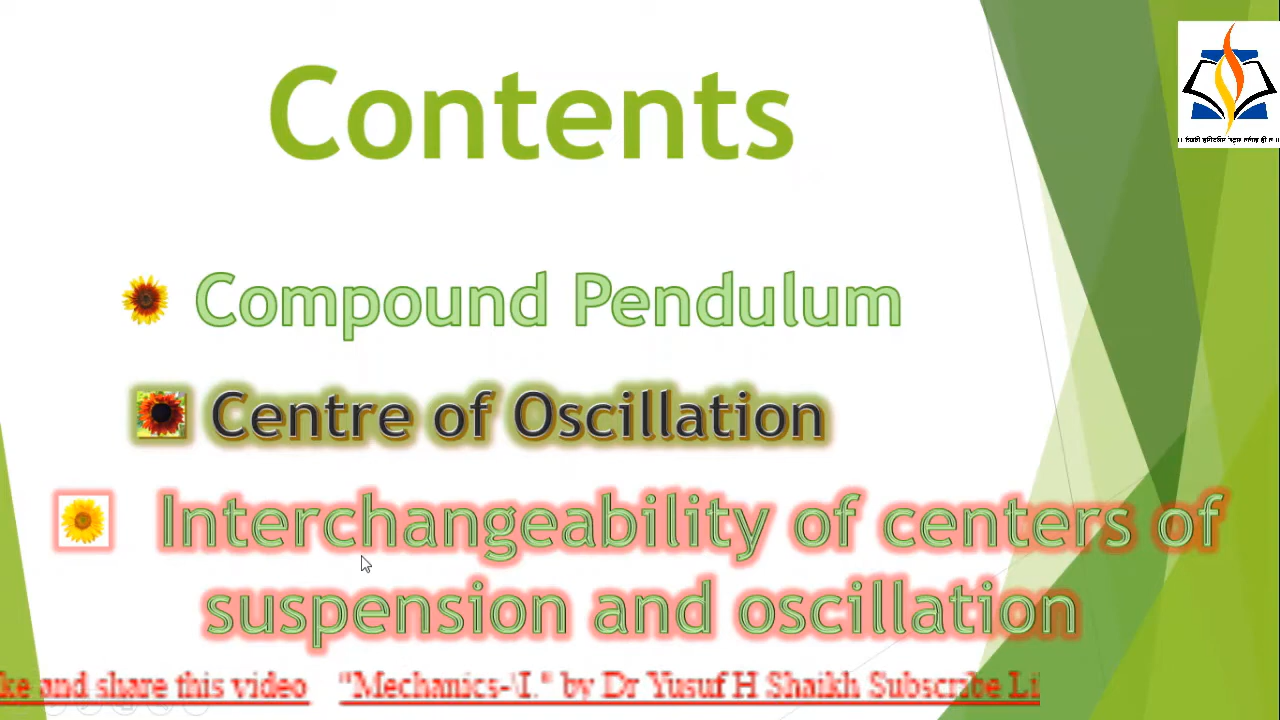 Contents
Compound Pendulum
Centre of Oscillation
Interchangeability of centers of
suspension and oscillation
ke and share this video "Mechanics-\I." by Dr Yusuf H Shaikh Subscribe Li